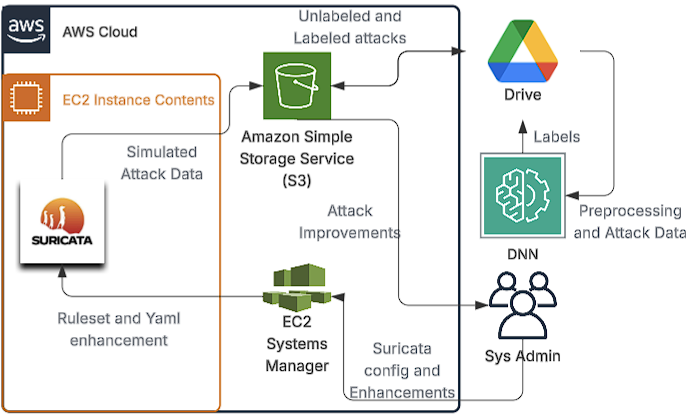 aws
AWS Cloud
Unlabeled and
Labeled attacks
Drive
EC2 Instance Contents
Amazon Simple
Storage Service
(S3)
Labels
Simulated
Attack Data
SURICATA
Attack
Improvements
Preprocessing
and Attack Data
DNN
Ruleset and Yaml
enhancement
EC2
Systems
Manager
Suricata
config and
Enhancements
Sys Admin